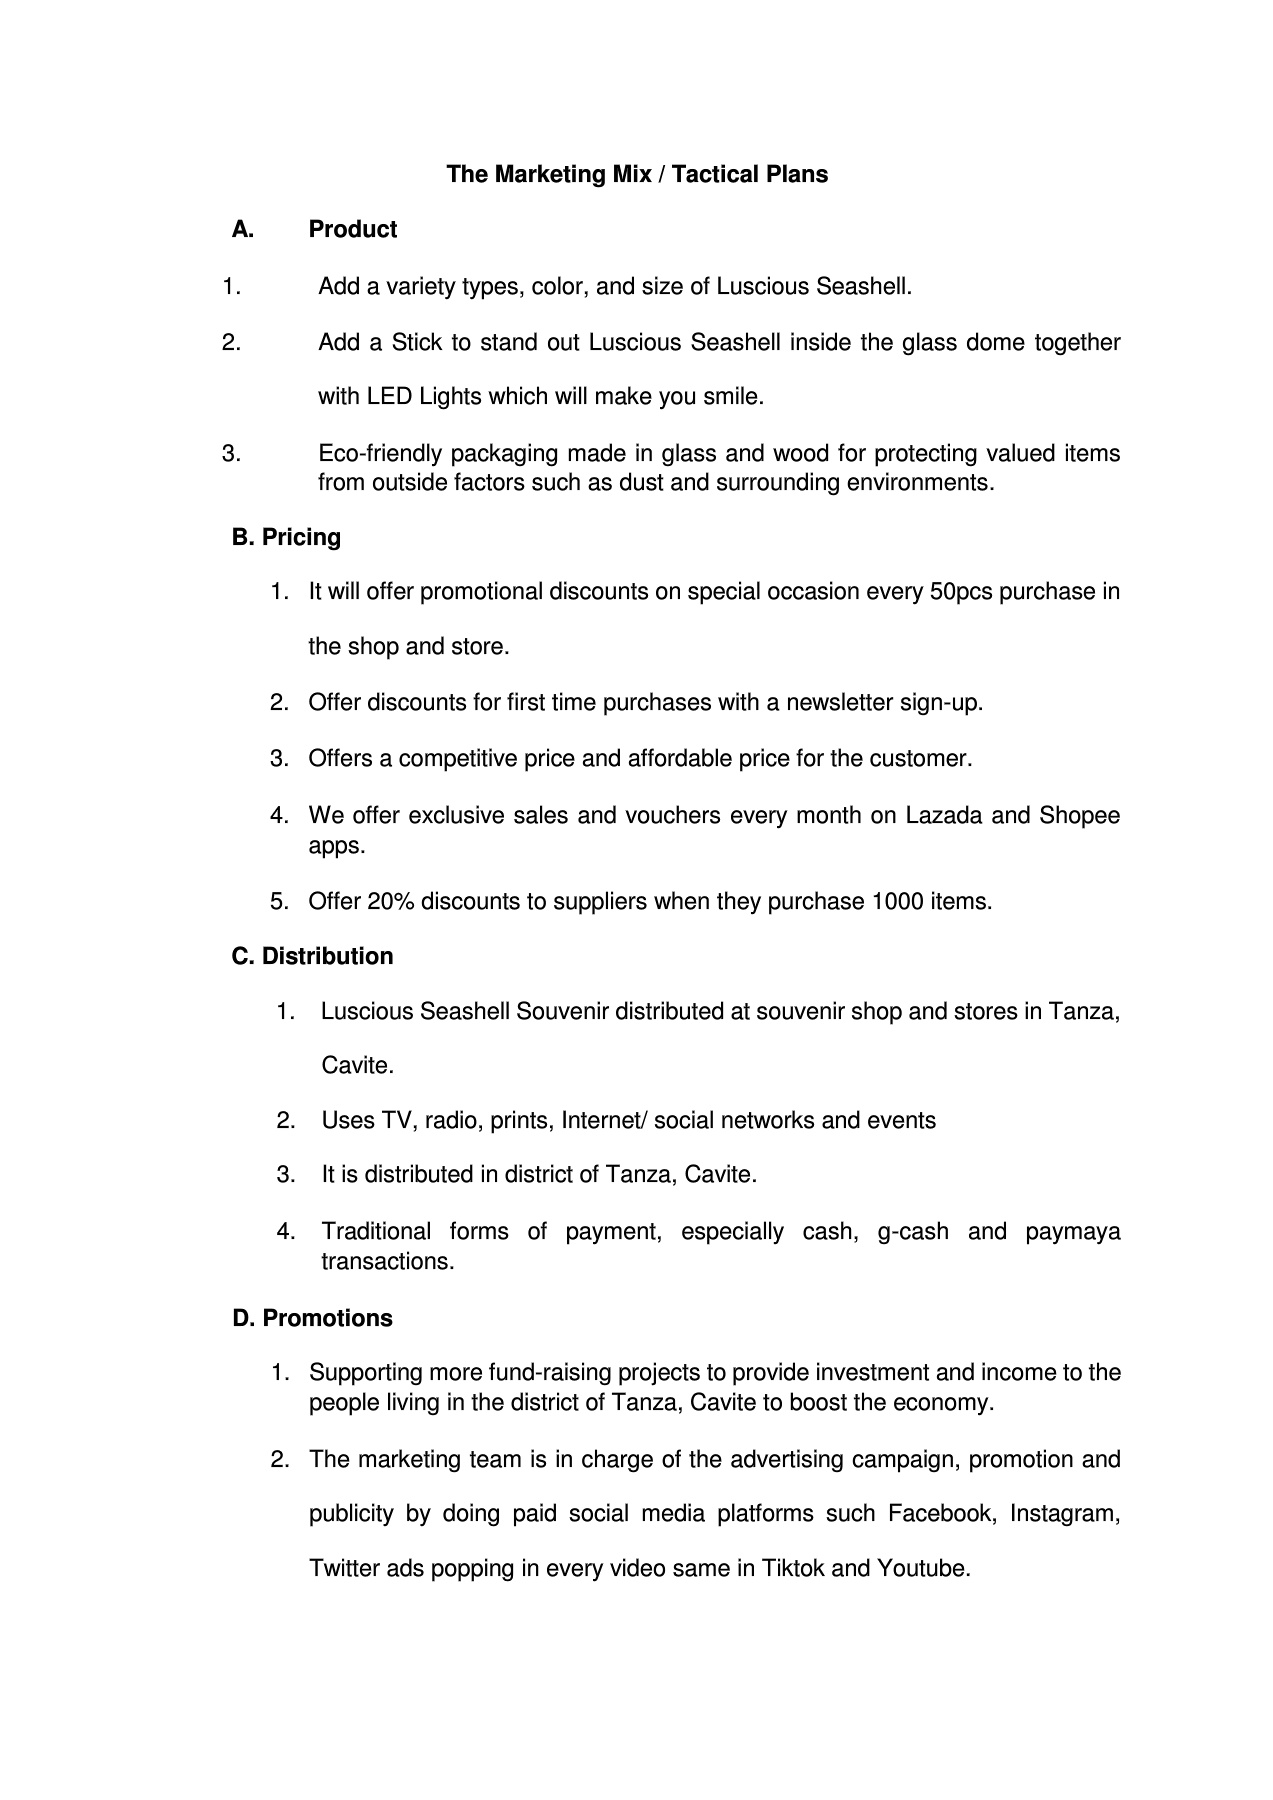 The Marketing Mix / Tactical Plans
A. Product
1. Add a variety types, color, and size of Luscious Seashell.
2. Add a Stick to stand out Luscious Seashell inside the glass dome together
with LED Lights which will make you smile.
3. Eco-friendly packaging made in glass and wood for protecting valued items
from outside factors such as dust and surrounding environments.
B. Pricing
1. It will offer promotional discounts on special occasion every 50pcs purchase in
the shop and store.
2. Offer discounts for first time purchases with a newsletter sign-up.
3. Offers a competitive price and affordable price for the customer.
4. We offer exclusive sales and vouchers every month on Lazada and Shopee
apps.
5. Offer 20% discounts to suppliers when they purchase 1000 items.
C. Distribution
1. Luscious Seashell Souvenir distributed at souvenir shop and stores in Tanza,
Cavite.
2. Uses TV, radio, prints, Internet/ social networks and events
3. It is distributed in district of Tanza, Cavite.
4. Traditional forms of payment, especially cash, g-cash and paymaya
transactions.
D. Promotions
1. Supporting more fund-raising projects to provide investment and income to the
people living in the district of Tanza, Cavite to boost the economy.
2. The marketing team is in charge of the advertising campaign, promotion and
publicity by doing paid social media platforms such Facebook, Instagram,
Twitter ads popping in every video same in Tiktok and Youtube.